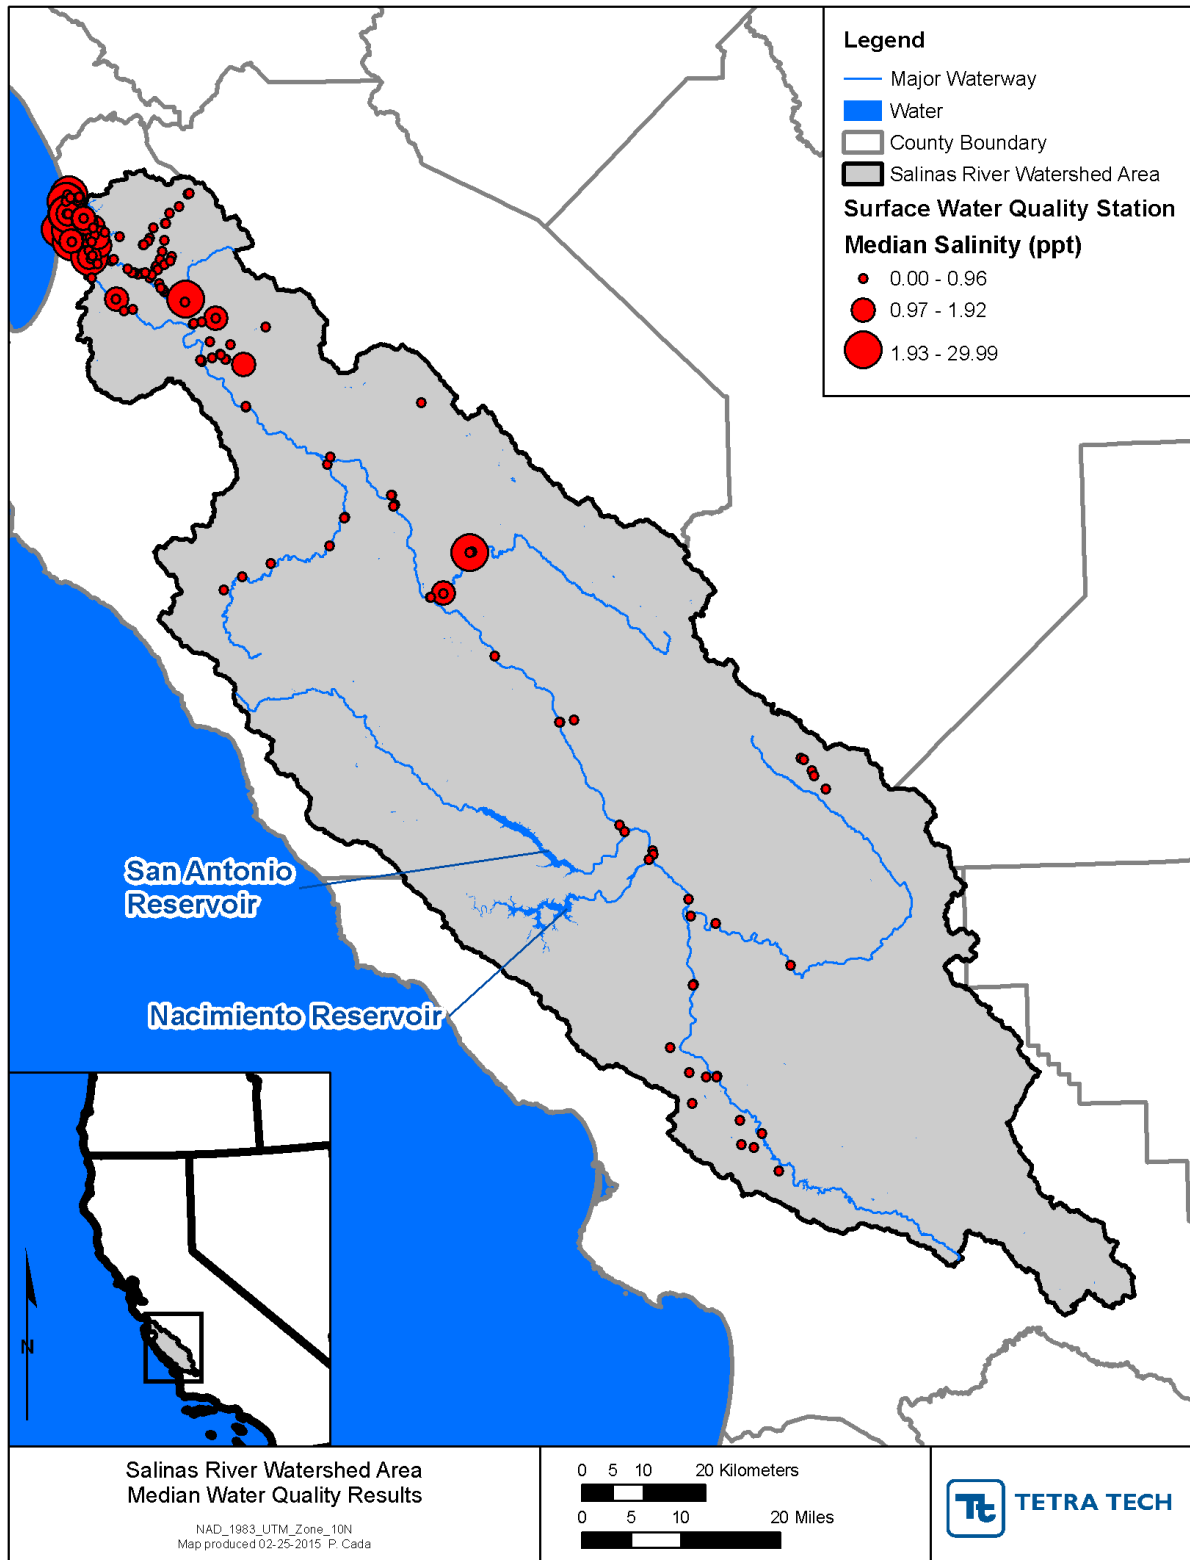 Legend
Major Waterway
Water
County Boundary
Salinas River Watershed Area
Surface Water Quality Station
Median Salinity (ppt)
0.00 - 0.96
0.97 - 1.92
1.93 - 29.99
San Antonio
Reservoir
Nacimiento Reservoir
N
Salinas River Watershed Area
Median Water Quality Results
NAD_1983_UTM_Zone_10N
Map produced 02-25-2015 P. Cada
0 5 10 20 Kilometers
0 5 10 20 Miles
Tt TETRA TECH